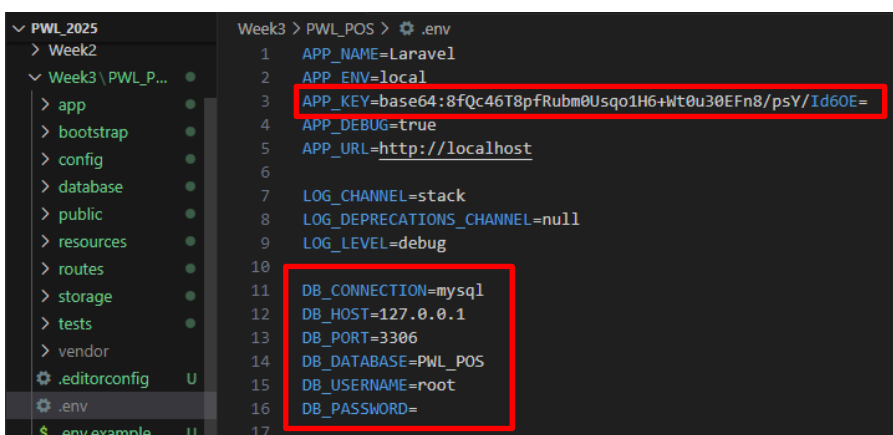 PWL_2025
Week2
Week3\PWL_P...
app
bootstrap
config
database
public
resources
routes
storage
tests
vendor
.editorconfig U
.env
.env.example U
Week3 > PWL_POS > .env
1 APP_NAME=Laravel
2 APP_ENV=local
3 APP_KEY=base64:8fQc46T8pfRubm0Usqo1H6+Wt0u30EFn8/psY/Id6OE=
4 APP_DEBUG=true
5 APP_URL=http://localhost
6
7 LOG_CHANNEL=stack
8 LOG_DEPRECATIONS_CHANNEL=null
9 LOG_LEVEL=debug
10
11 DB_CONNECTION=mysql
12 DB_HOST=127.0.0.1
13 DB_PORT=3306
14 DB_DATABASE=PWL_POS
15 DB_USERNAME=root
16 DB_PASSWORD=
17